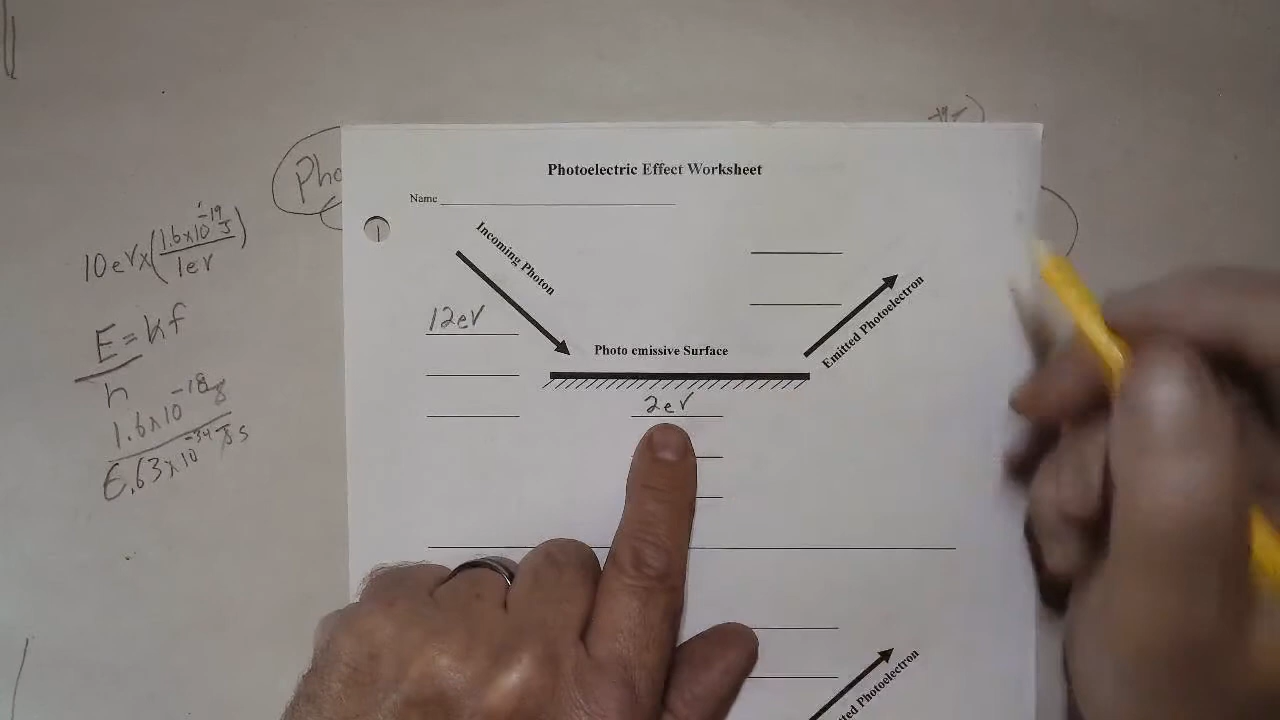 Photoelectric Effect Worksheet
Name
Incoming Photon
12eV
Photo emissive Surface
Emitted Photoelectron
2eV
Photoelectron
Pho
1
10eV x (1.6x10^-19 J / 1eV)
E = hf
h
1.6x10^-18 J
6.63x10^-34 Js